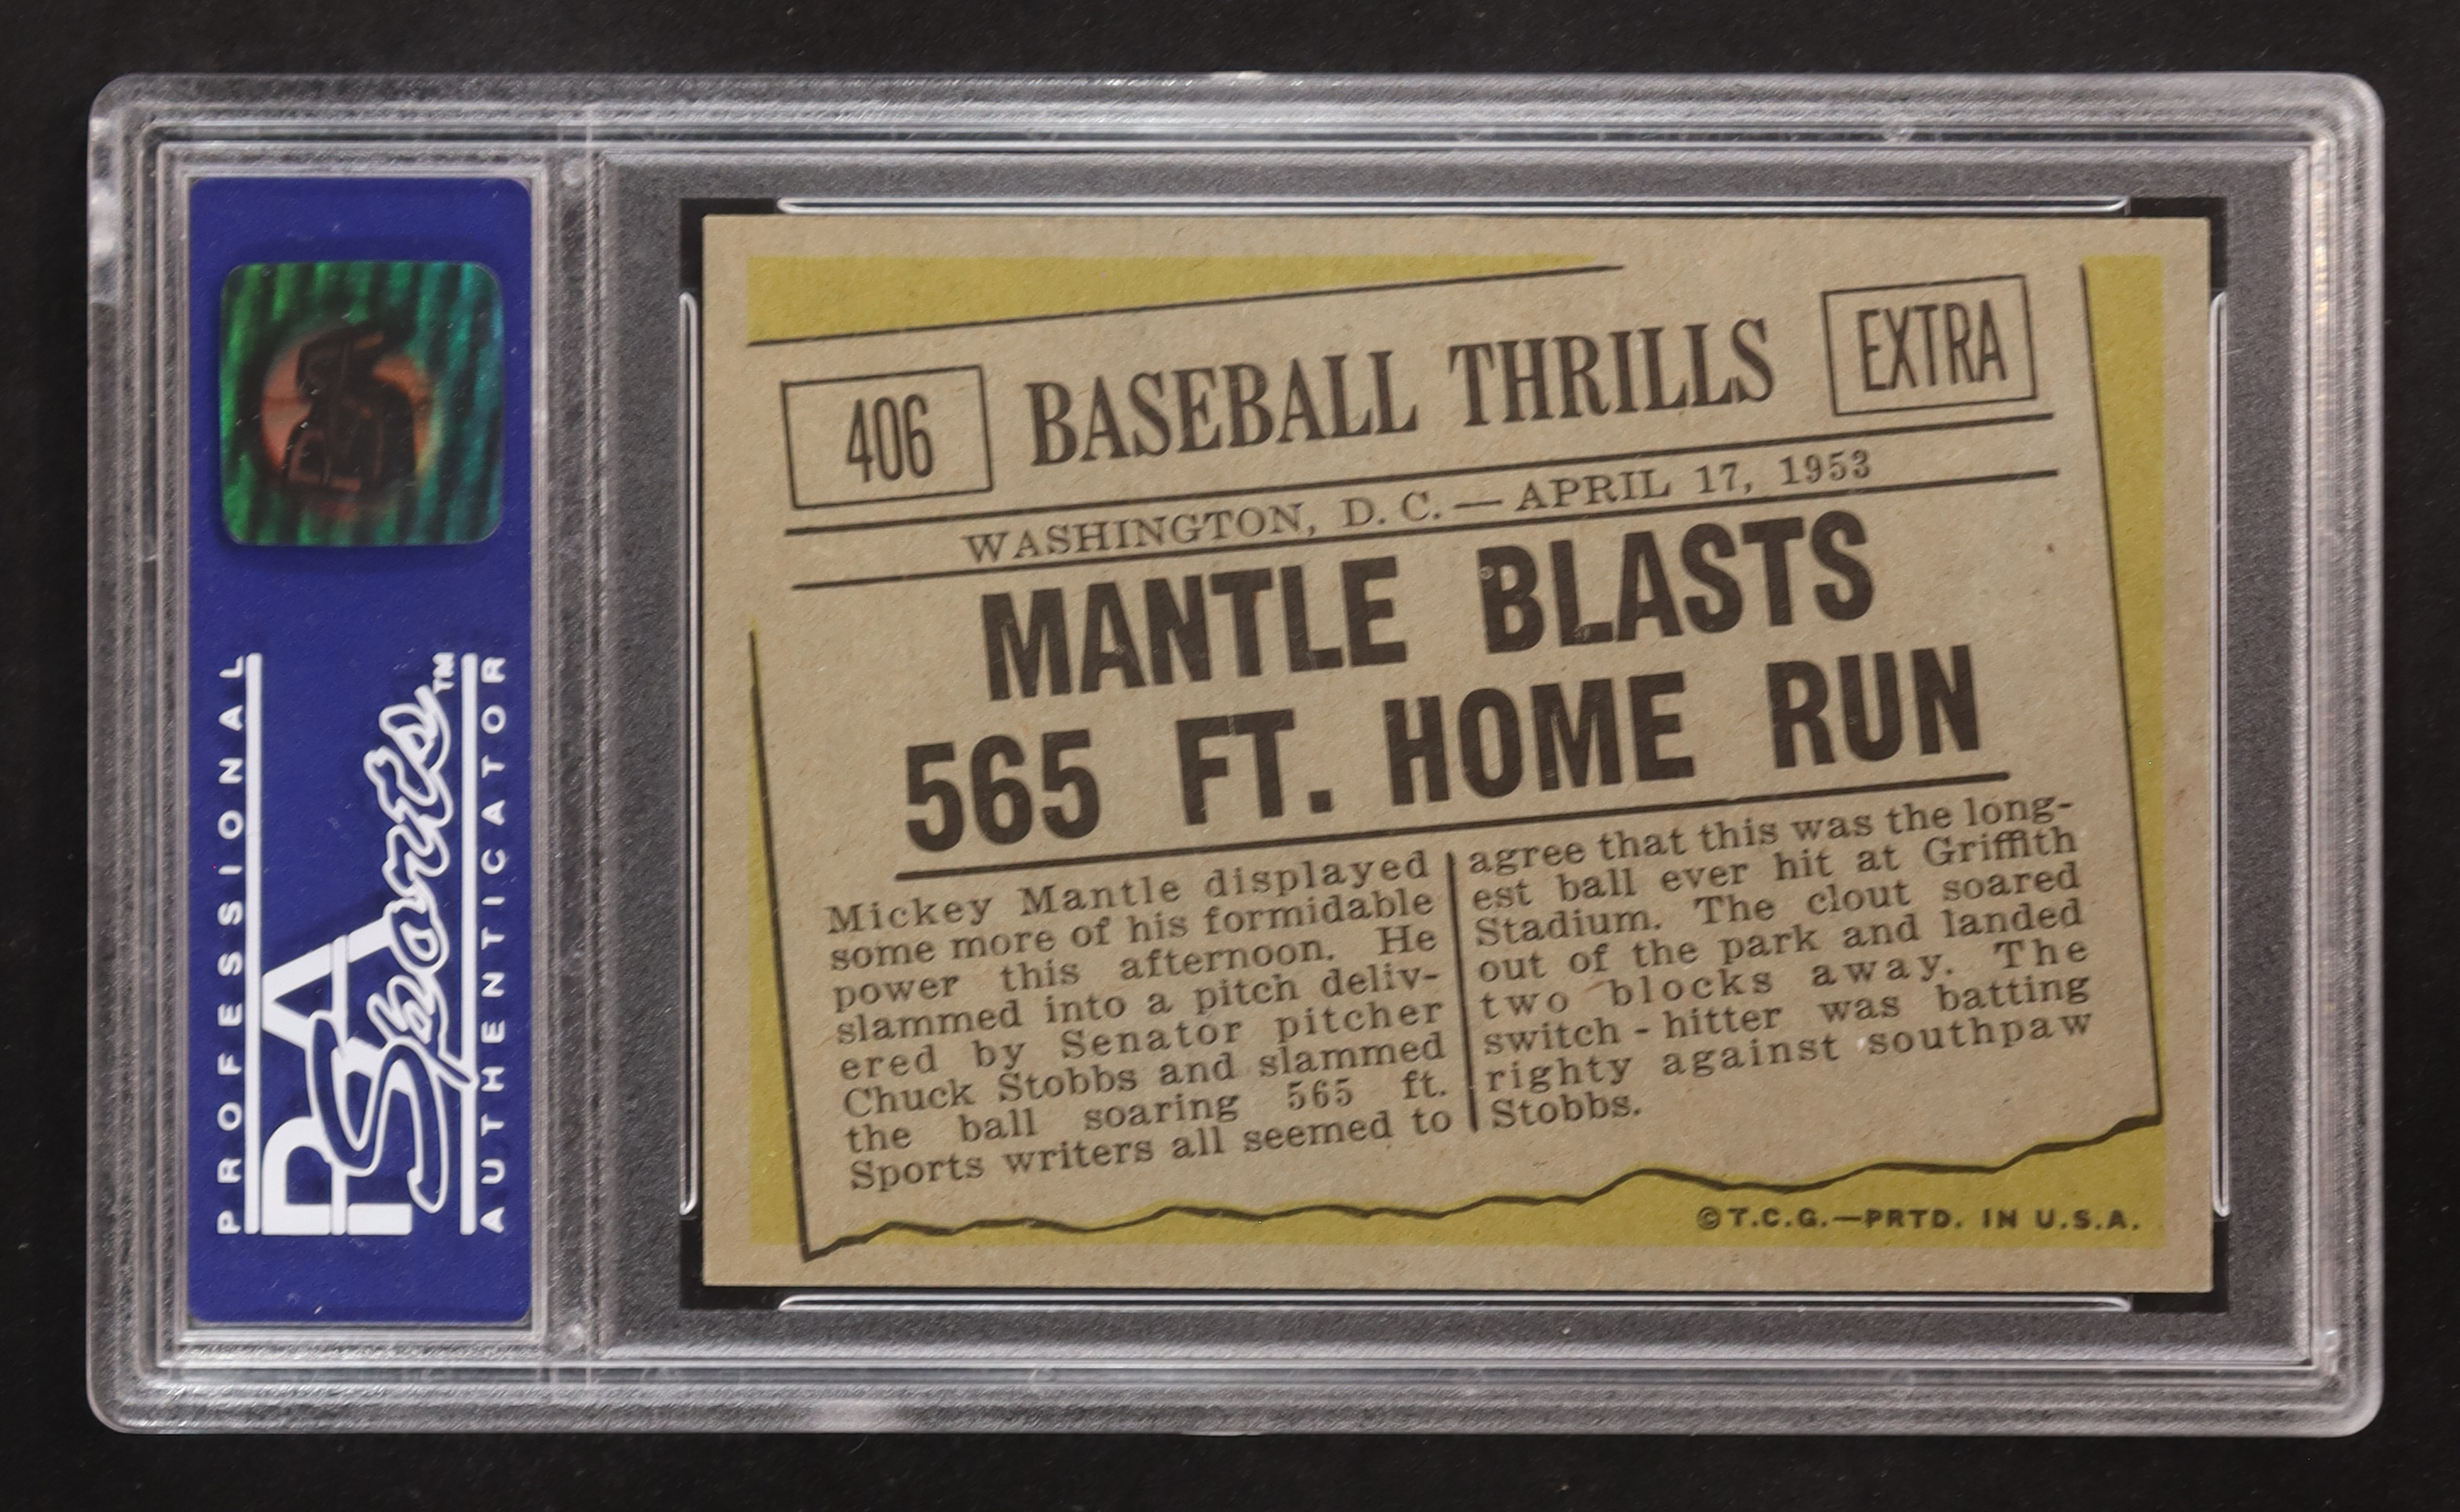 PROFESSIONAL
PSA
Sports™
AUTHENTICATOR
406
BASEBALL THRILLS
EXTRA
WASHINGTON, D. C. — APRIL 17, 1953
MANTLE BLASTS
565 FT. HOME RUN
Mickey Mantle displayed
some more of his formidable
power this afternoon. He
slammed into a pitch deliv-
ered by Senator pitcher
Chuck Stobbs and slammed
the ball soaring 565 ft.
Sports writers all seemed to
agree that this was the long-
est ball ever hit at Griffith
Stadium. The clout soared
out of the park and landed
two blocks away. The
switch - hitter was batting
righty against southpaw
Stobbs.
©T.C.G.—PRTD. IN U.S.A.